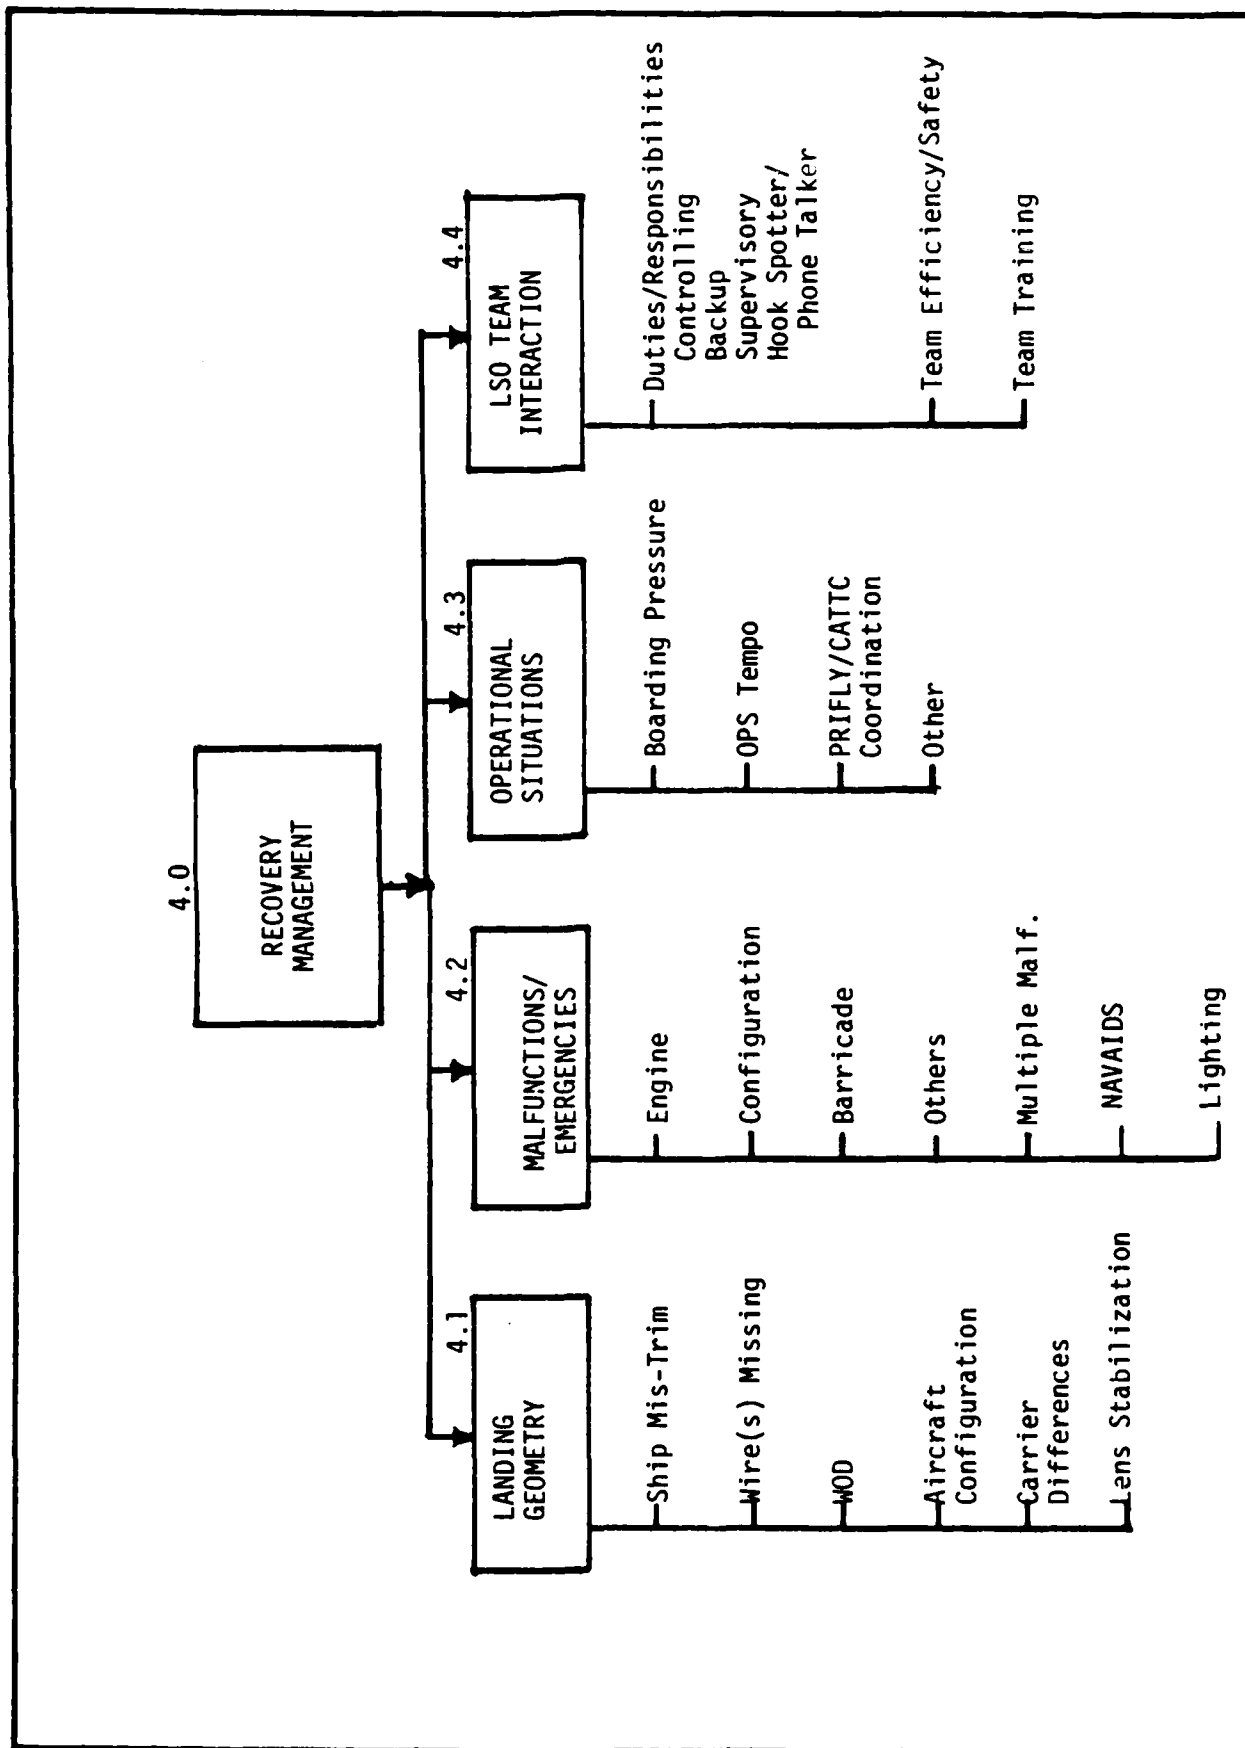 4.0
RECOVERY
MANAGEMENT
4.1
LANDING
GEOMETRY
Ship Mis-Trim
Wire(s) Missing
WOD
Aircraft
Configuration
Carrier
Differences
Lens Stabilization
4.2
MALFUNCTIONS/
EMERGENCIES
Engine
Configuration
Barricade
Others
Multiple Malf.
NAVAIDS
Lighting
4.3
OPERATIONAL
SITUATIONS
Boarding Pressure
OPS Tempo
PRIFLY/CATTC
Coordination
Other
4.4
LSO TEAM
INTERACTION
Duties/Responsibilities
Controlling
Backup
Supervisory
Hook Spotter/
Phone Talker
Team Efficiency/Safety
Team Training